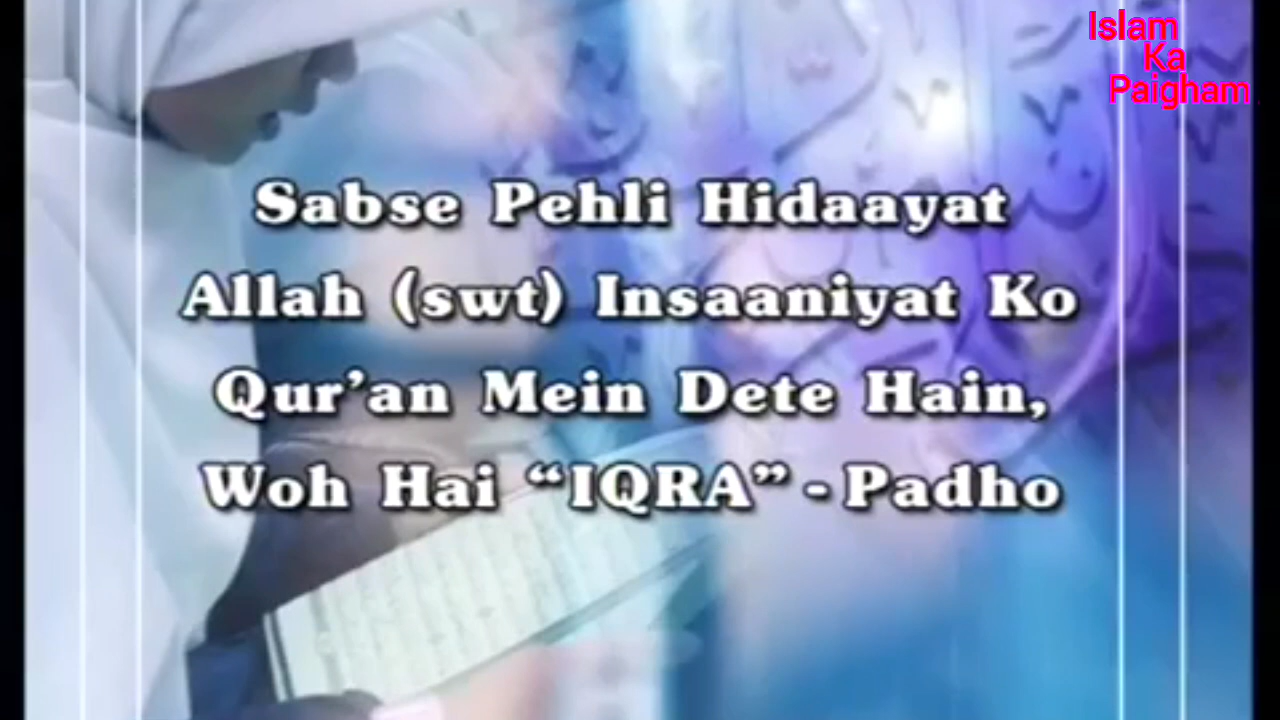 Islam
Ka
Paigham
Sabse Pehli Hidaayat
Allah (swt) Insaaniyat Ko
Qur’an Mein Dete Hain,
Woh Hai “IQRA” - Padho